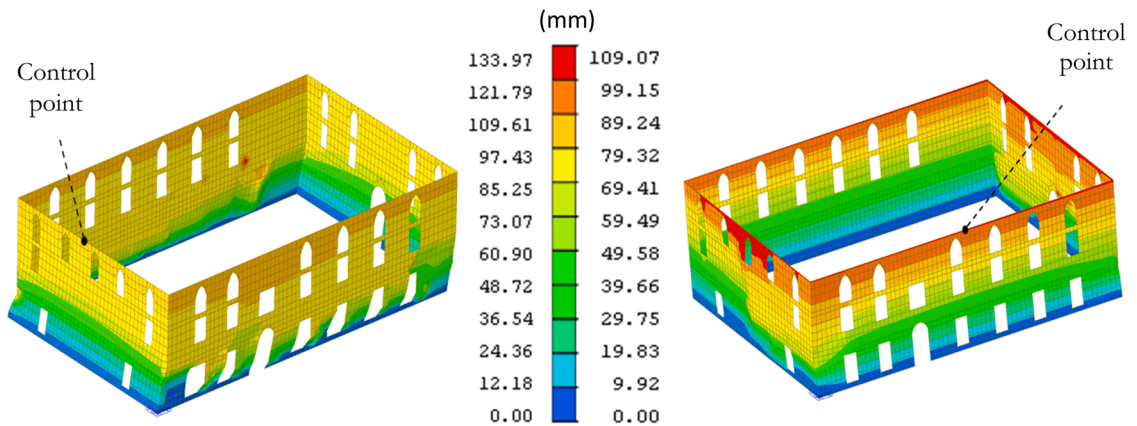 (mm)
Control
point
Control
point
133.97 109.07
121.79 99.15
109.61 89.24
97.43 79.32
85.25 69.41
73.07 59.49
60.90 49.58
48.72 39.66
36.54 29.75
24.36 19.83
12.18 9.92
0.00 0.00